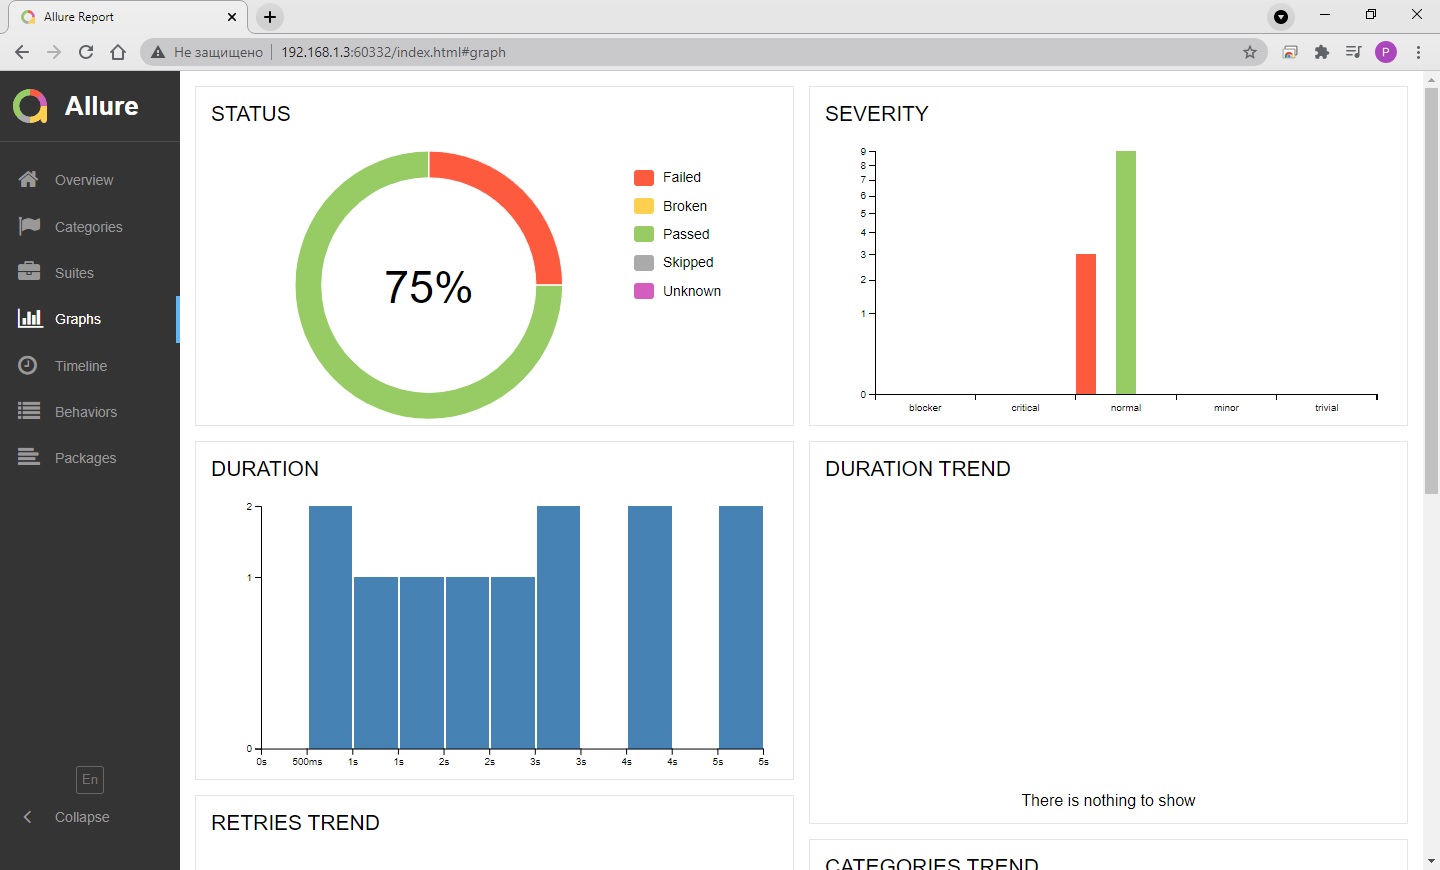 Allure Report
Не защищено
192.168.1.3:60332/index.html#graph
P
Allure
Overview
Categories
Suites
Graphs
Timeline
Behaviors
Packages
En
Collapse
STATUS
75%
Failed
Broken
Passed
Skipped
Unknown
SEVERITY
9
8
7
6
5
4
3
2
1
0
blocker critical normal minor trivial
DURATION
2
1
0
0s 500ms 1s 1s 2s 2s 3s 3s 4s 4s 5s 5s
DURATION TREND
There is nothing to show
RETRIES TREND
CATEGORIES TREND